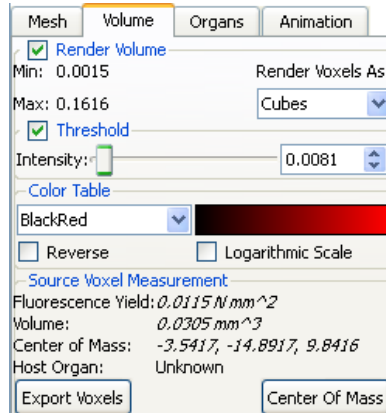 Mesh Volume Organs Animation
Render Volume
Min: 0.0015 Render Voxels As
Max: 0.1616 Cubes
Threshold
Intensity: 0.0081
Color Table
BlackRed
Reverse Logarithmic Scale
Source Voxel Measurement
Fluorescence Yield: 0.0115 N mm^2
Volume: 0.0305 mm^3
Center of Mass: -3.5417, -14.8917, 9.8416
Host Organ: Unknown
Export Voxels Center Of Mass